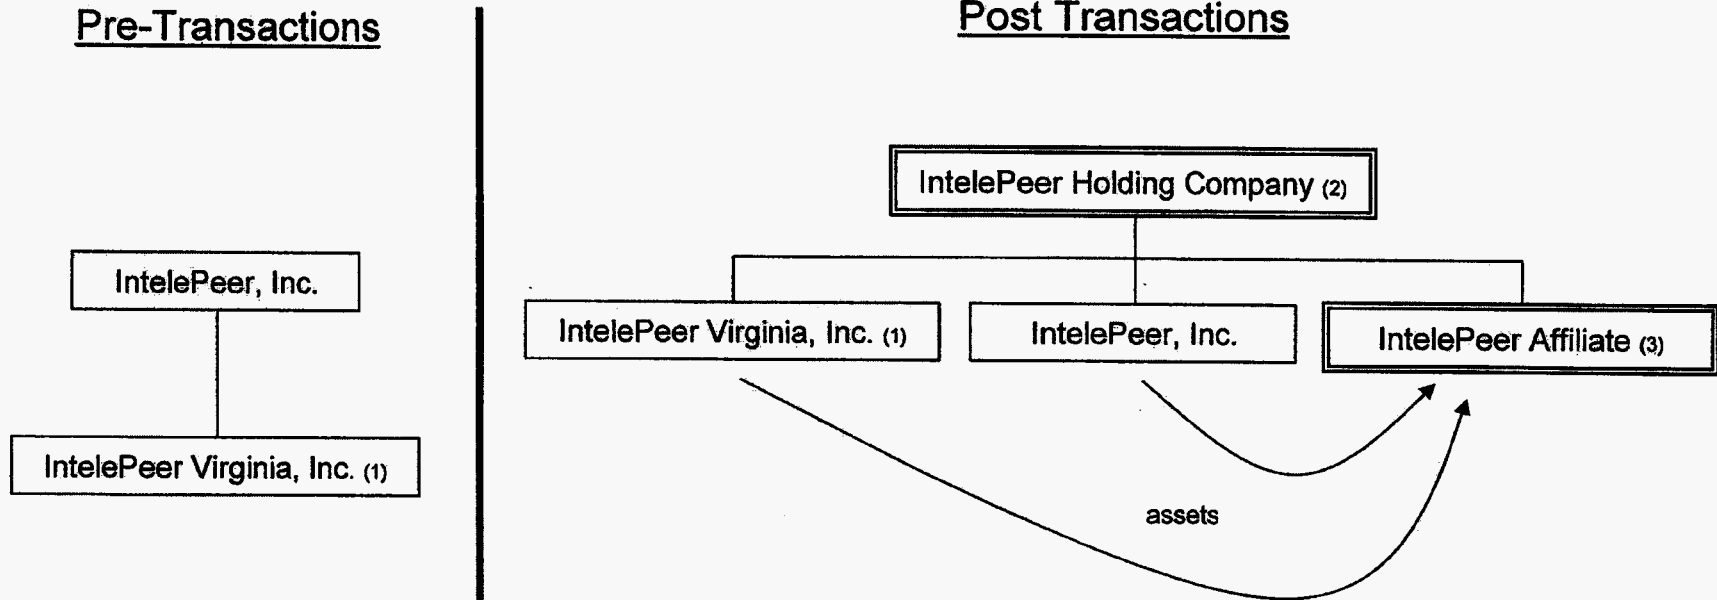 Pre-Transactions
IntelePeer, Inc.
IntelePeer Virginia, Inc. (1)
Post Transactions
IntelePeer Holding Company (2)
IntelePeer Virginia, Inc. (1)
IntelePeer, Inc.
IntelePeer Affiliate (3)
assets